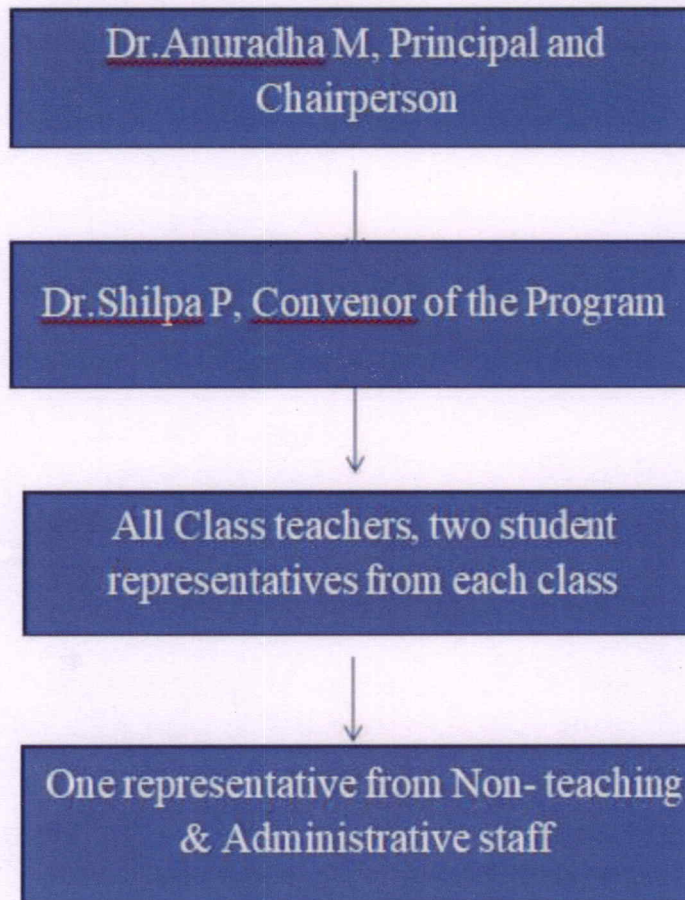 Dr.Anuradha M, Principal and
Chairperson
Dr.Shilpa P, Convenor of the Program
All Class teachers, two student
representatives from each class
One representative from Non- teaching
& Administrative staff